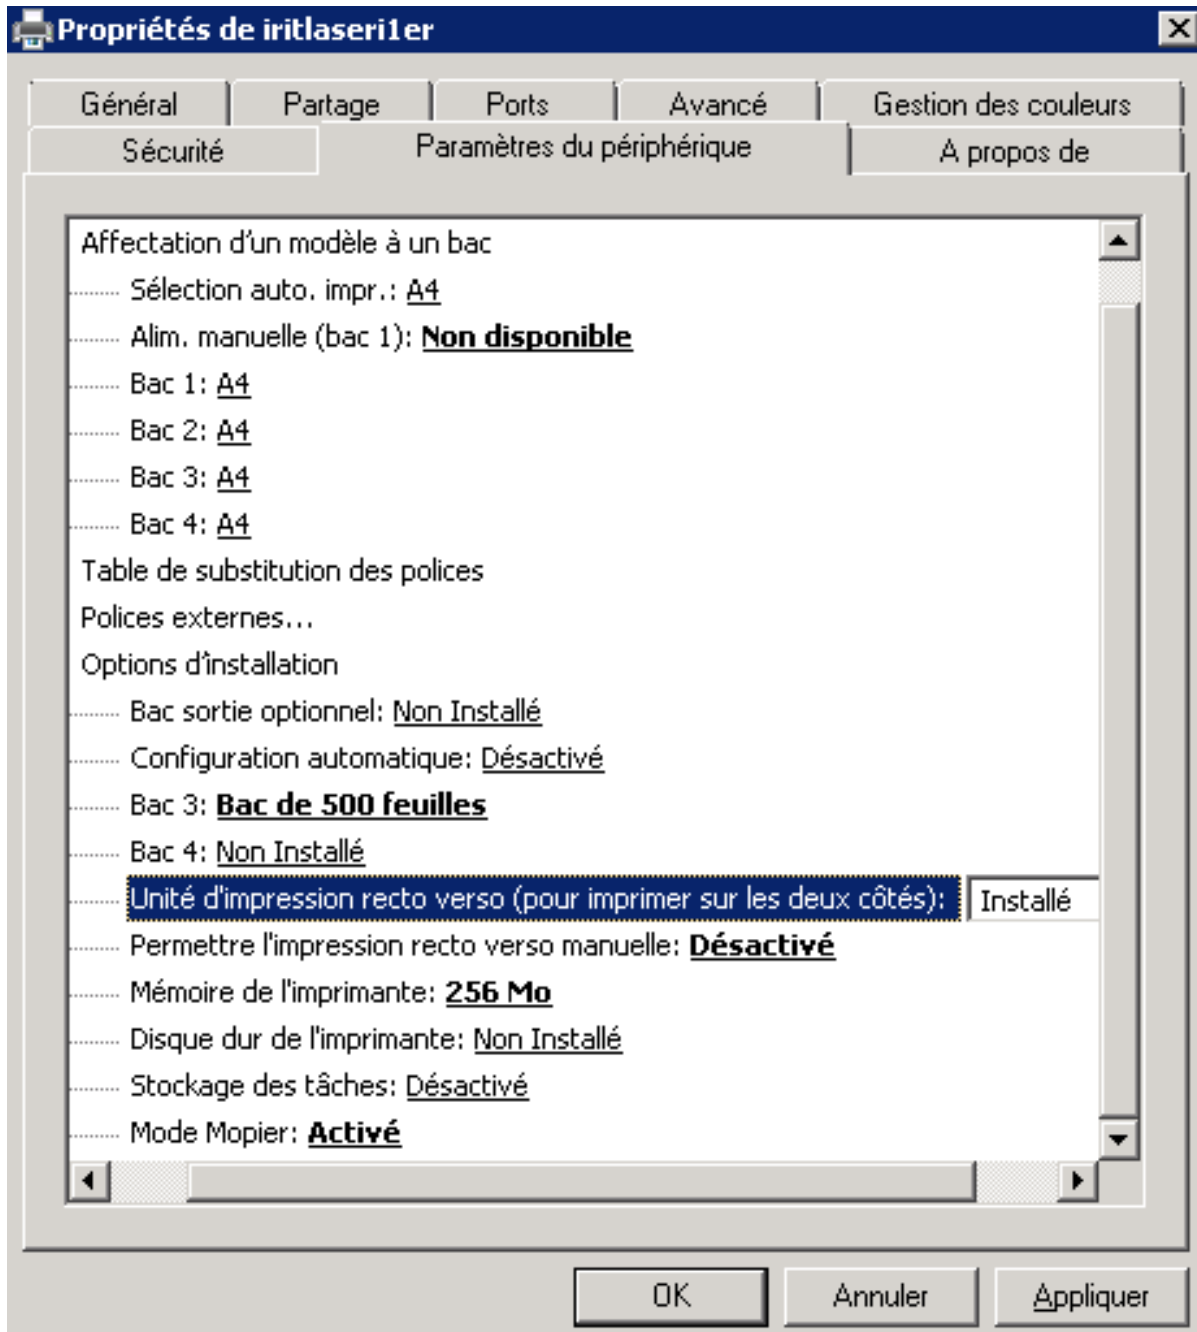 Propriétés de iritlaseri1er
Général Partage Ports Avancé Gestion des couleurs
Sécurité Paramètres du périphérique A propos de
Affectation d'un modèle à un bac
Sélection auto. impr.: A4
Alim. manuelle (bac 1): Non disponible
Bac 1: A4
Bac 2: A4
Bac 3: A4
Bac 4: A4
Table de substitution des polices
Polices externes...
Options d'installation
Bac sortie optionnel: Non Installé
Configuration automatique: Désactivé
Bac 3: Bac de 500 feuilles
Bac 4: Non Installé
Unité d'impression recto verso (pour imprimer sur les deux côtés): Installé
Permettre l'impression recto verso manuelle: Désactivé
Mémoire de l'imprimante: 256 Mo
Disque dur de l'imprimante: Non Installé
Stockage des tâches: Désactivé
Mode Mopier: Activé
OK Annuler Appliquer